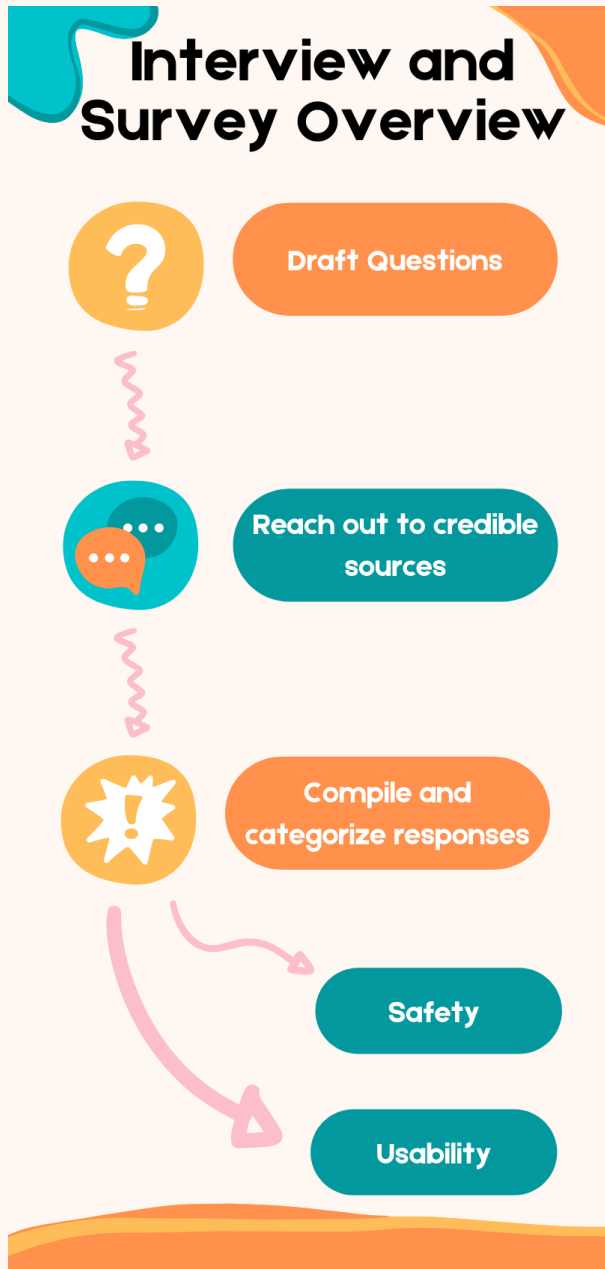 Interview and
Survey Overview
Draft Questions
Reach out to credible
sources
Compile and
categorize responses
Safety
Usability